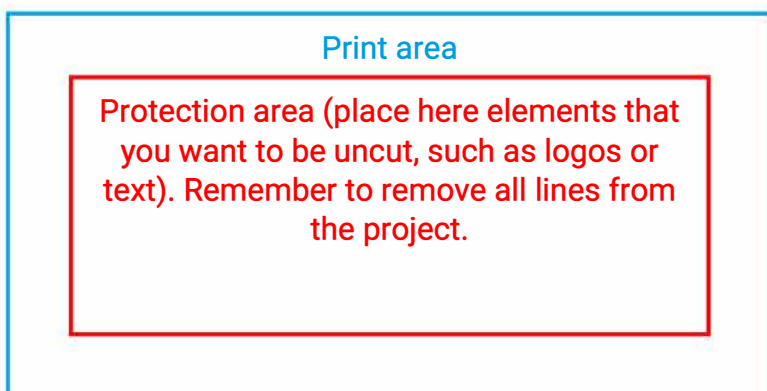 Print area
Protection area (place here elements that
you want to be uncut, such as logos or
text). Remember to remove all lines from
the project.